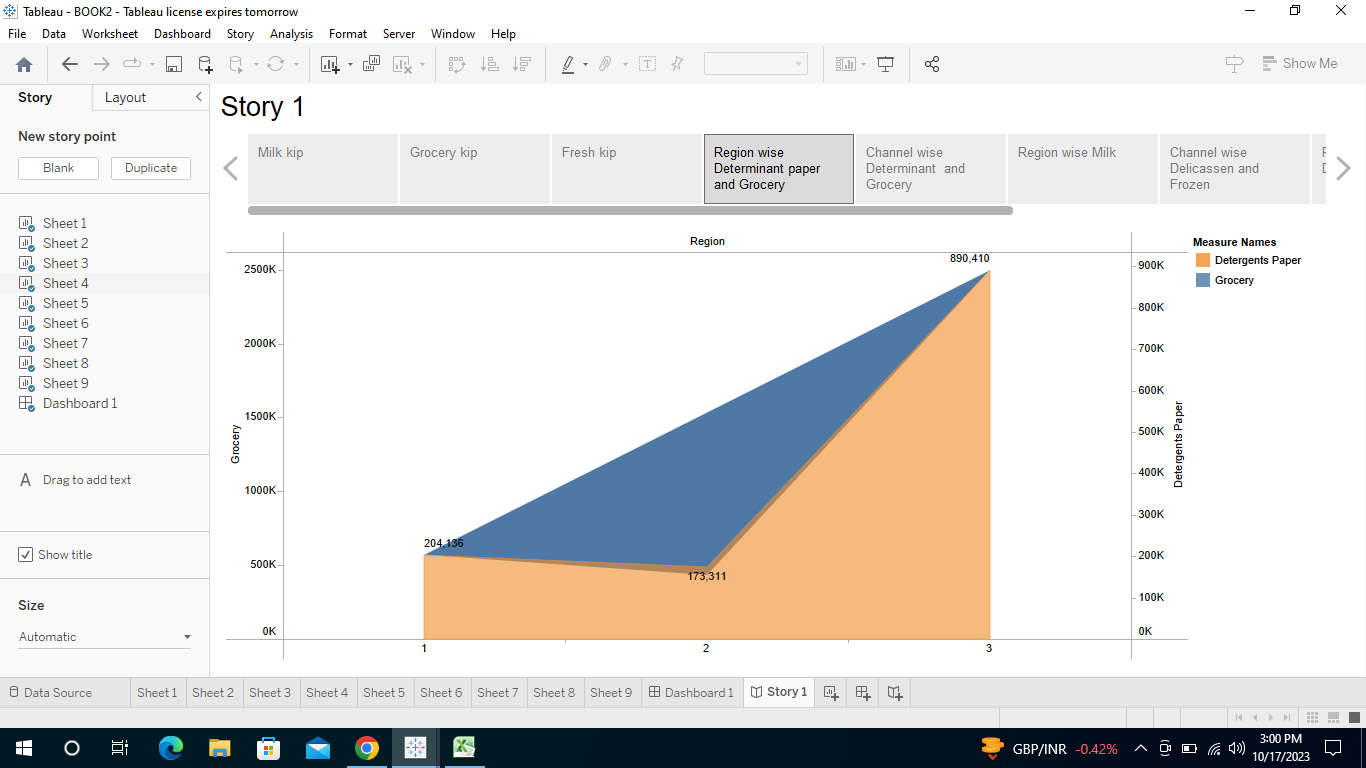 Tableau - BOOK2 - Tableau license expires tomorrow
File Data Worksheet Dashboard Story Analysis Format Server Window Help
Show Me
Story Layout
New story point
Blank Duplicate
Sheet 1
Sheet 2
Sheet 3
Sheet 4
Sheet 5
Sheet 6
Sheet 7
Sheet 8
Sheet 9
Dashboard 1
A Drag to add text
Show title
Size
Automatic
Story 1
Milk kip
Grocery kip
Fresh kip
Region wise
Determinant paper
and Grocery
Channel wise
Determinant and
Grocery
Region wise Milk
Channel wise
Delicassen and
Frozen
Region
2500K
2000K
1500K
1000K
500K
0K
Grocery
890,410
204,136
173,311
1 2 3
900K
800K
700K
600K
500K
400K
300K
200K
100K
0K
Detergents Paper
Measure Names
Detergents Paper
Grocery
Data Source Sheet 1 Sheet 2 Sheet 3 Sheet 4 Sheet 5 Sheet 6 Sheet 7 Sheet 8 Sheet 9 Dashboard 1 Story 1
GBP/INR -0.42%
3:00 PM
10/17/2023